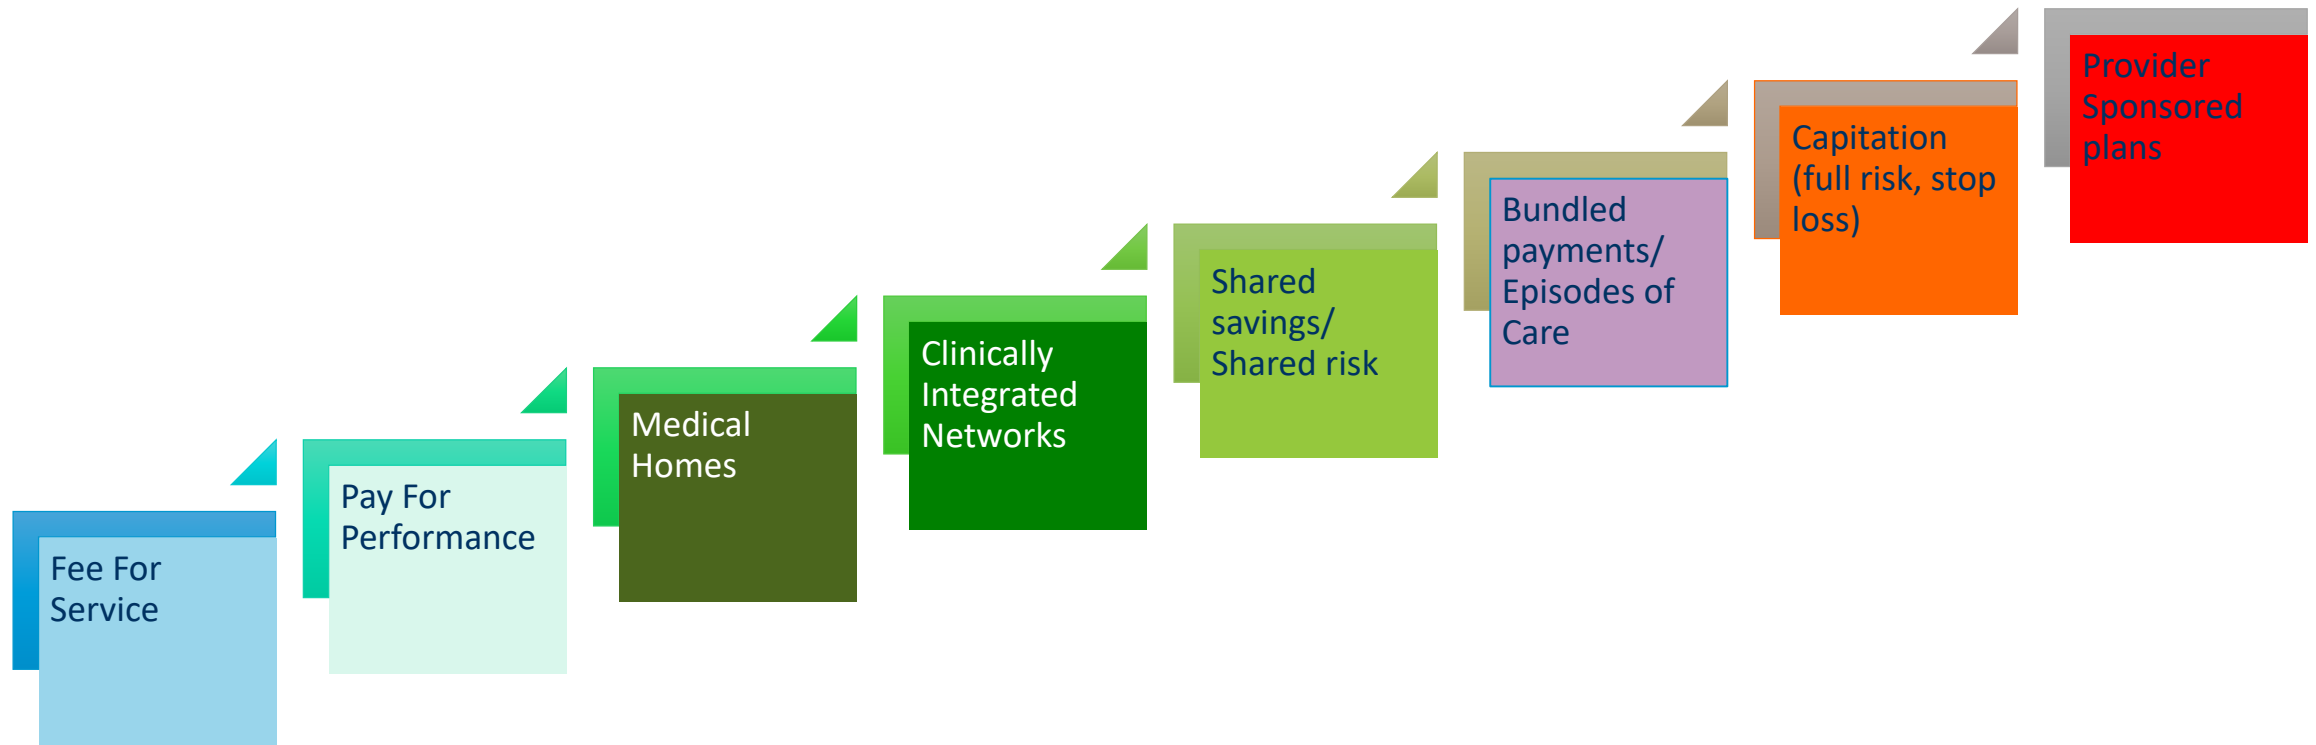 Fee For
Service
Pay For
Performance
Medical
Homes
Clinically
Integrated
Networks
Shared
savings/
Shared risk
Bundled
payments/
Episodes of
Care
Capitation
(full risk, stop
loss)
Provider
Sponsored
plans